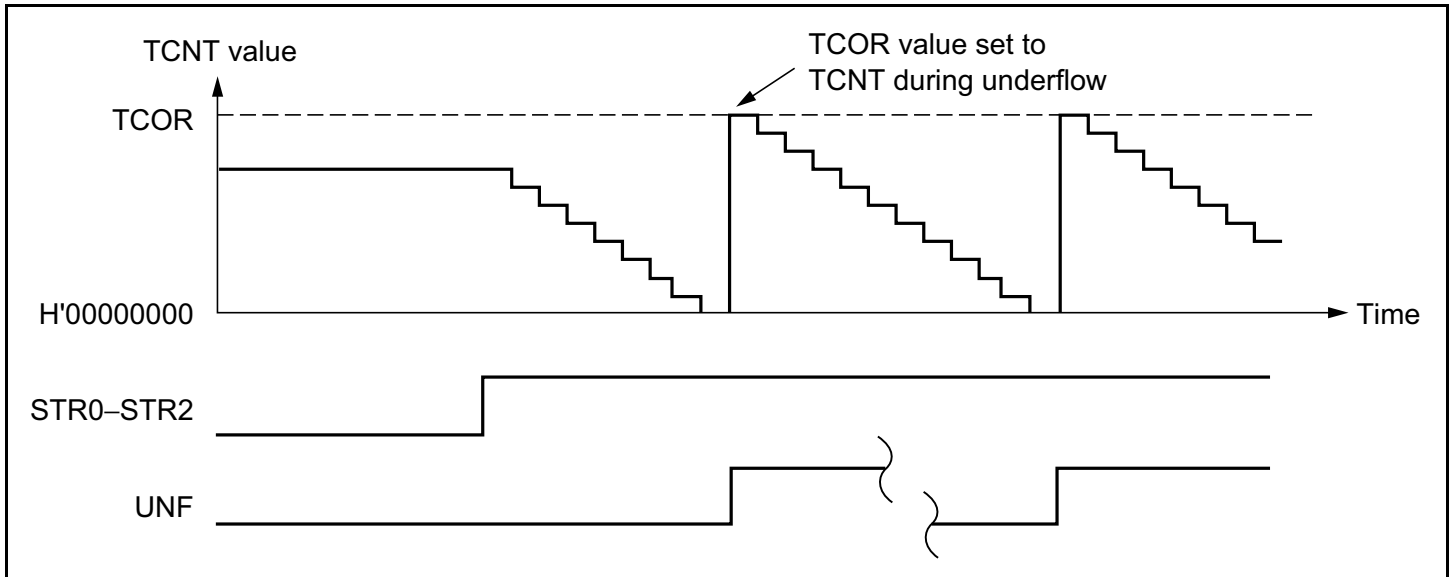 TCNT value
TCOR value set to
TCNT during underflow
TCOR
H'00000000
Time
STR0–STR2
UNF